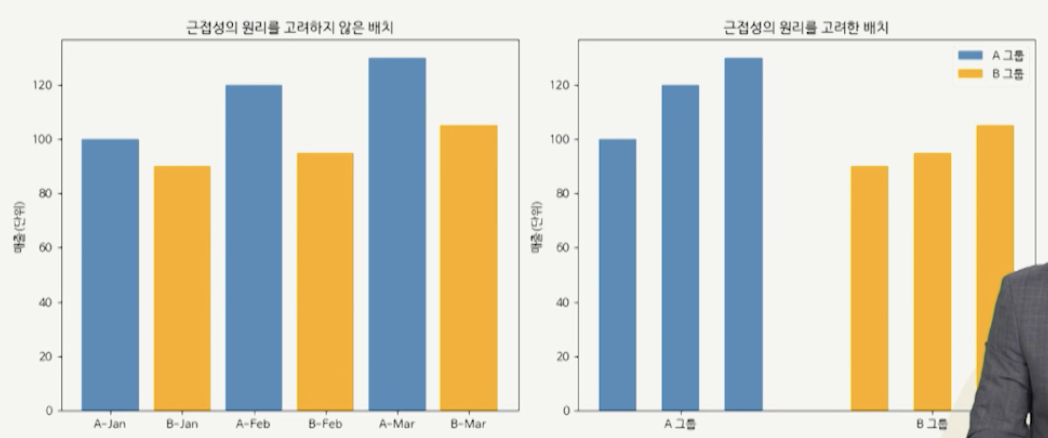 근접성의 원리를 고려하지 않은 배치
매출 (단위)
120
100
80
60
40
20
0
A-Jan
B-Jan
A-Feb
B-Feb
A-Mar
B-Mar
근접성의 원리를 고려한 배치
A 그룹
B 그룹
매출 (단위)
120
100
80
60
40
20
0
A 그룹
B 그룹